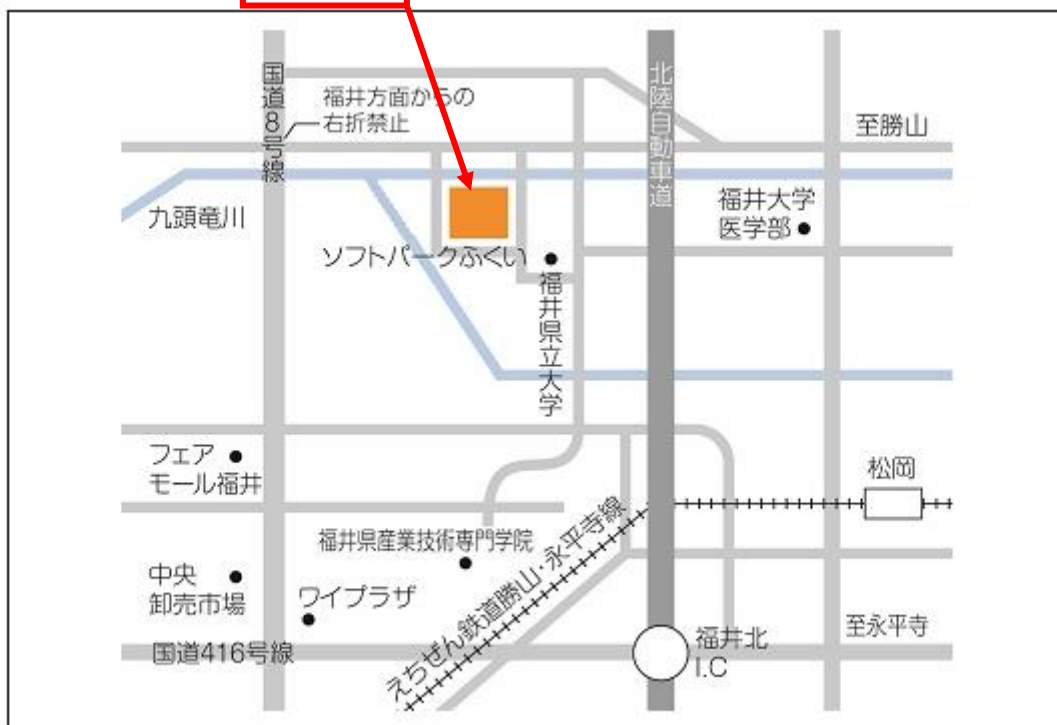 国道8号線
福井方面からの
右折禁止
北陸自動車道
至勝山
九頭竜川
福井大学
医学部
ソフトパークふくい
福井県立大学
フェア
モール福井
松岡
福井県産業技術専門学院
えちぜん鉄道勝山・永平寺線
中央
卸売市場
ワイプラザ
至永平寺
国道416号線
福井北
I.C